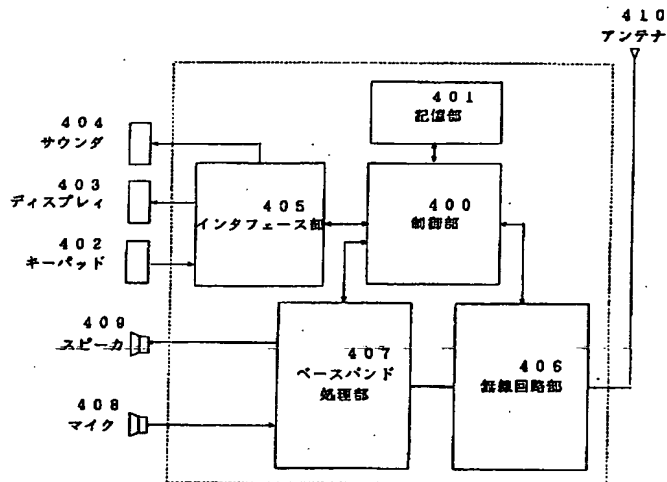 410
アンテナ
401
記憶部
404
サウンダ
403
ディスプレィ
405
インタフェース部
400
制御部
402
キーパッド
409
スピーカ
407
ベースバンド
処理部
406
無線回路部
408
マイク